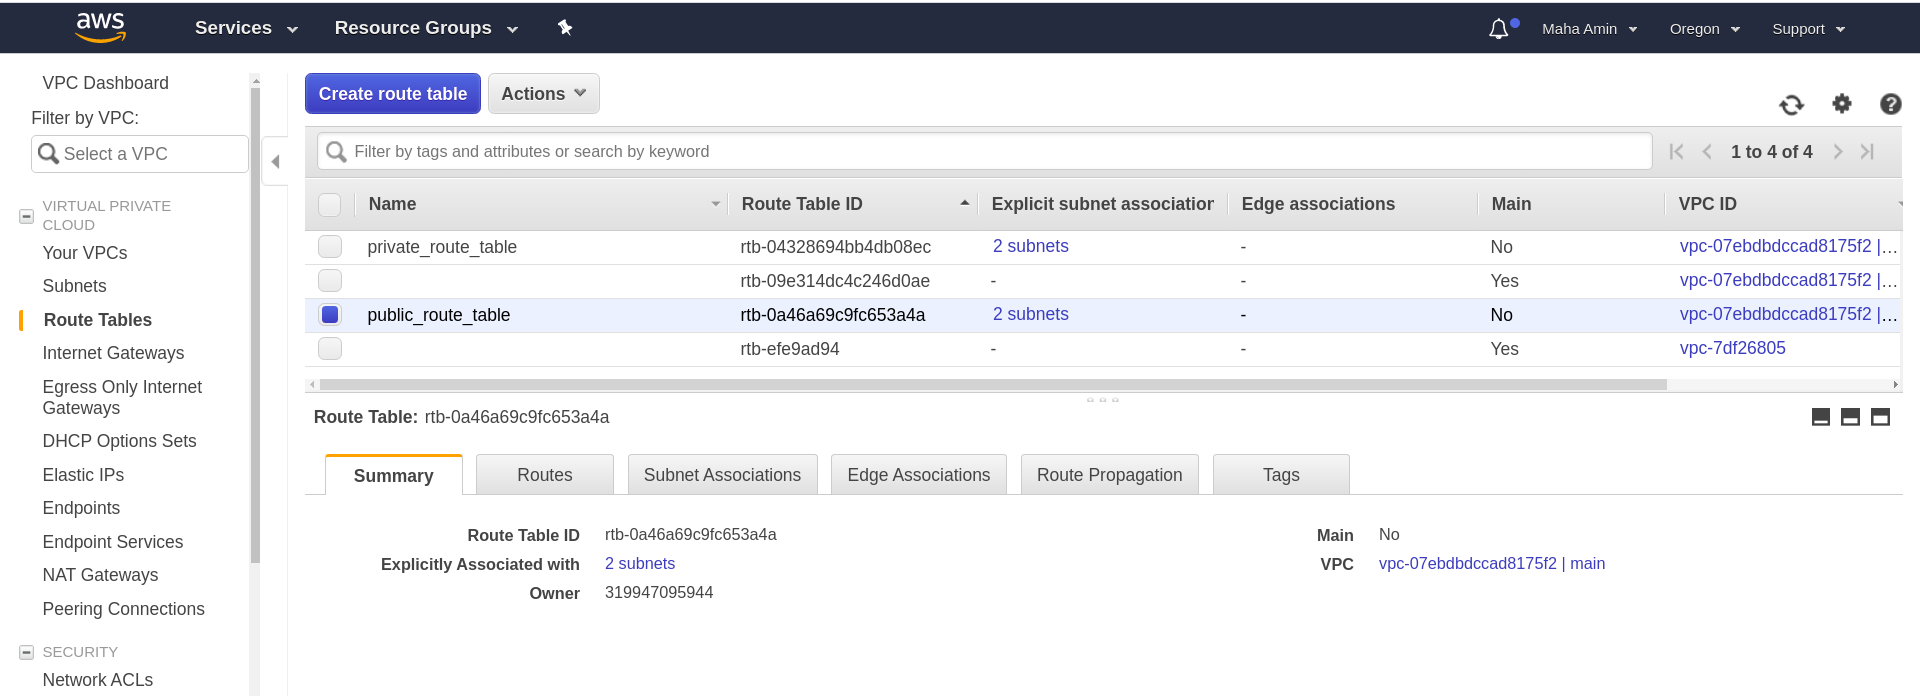 aws Services Resource Groups Maha Amin Oregon Support
VPC Dashboard
Filter by VPC:
Select a VPC
VIRTUAL PRIVATE
CLOUD
Your VPCs
Subnets
Route Tables
Internet Gateways
Egress Only Internet
Gateways
DHCP Options Sets
Elastic IPs
Endpoints
Endpoint Services
NAT Gateways
Peering Connections
SECURITY
Network ACLs
Create route table Actions
Filter by tags and attributes or search by keyword 1 to 4 of 4
Name Route Table ID Explicit subnet association Edge associations Main VPC ID
private_route_table rtb-04328694bb4db08ec 2 subnets - No vpc-07ebdbdccad8175f2 |...
rtb-09e314dc4c246d0ae - - Yes vpc-07ebdbdccad8175f2 |...
public_route_table rtb-0a46a69c9fc653a4a 2 subnets - No vpc-07ebdbdccad8175f2 |...
rtb-efe9ad94 - - Yes vpc-7df26805
Route Table: rtb-0a46a69c9fc653a4a
Summary Routes Subnet Associations Edge Associations Route Propagation Tags
Route Table ID rtb-0a46a69c9fc653a4a Main No
Explicitly Associated with 2 subnets VPC vpc-07ebdbdccad8175f2 | main
Owner 319947095944